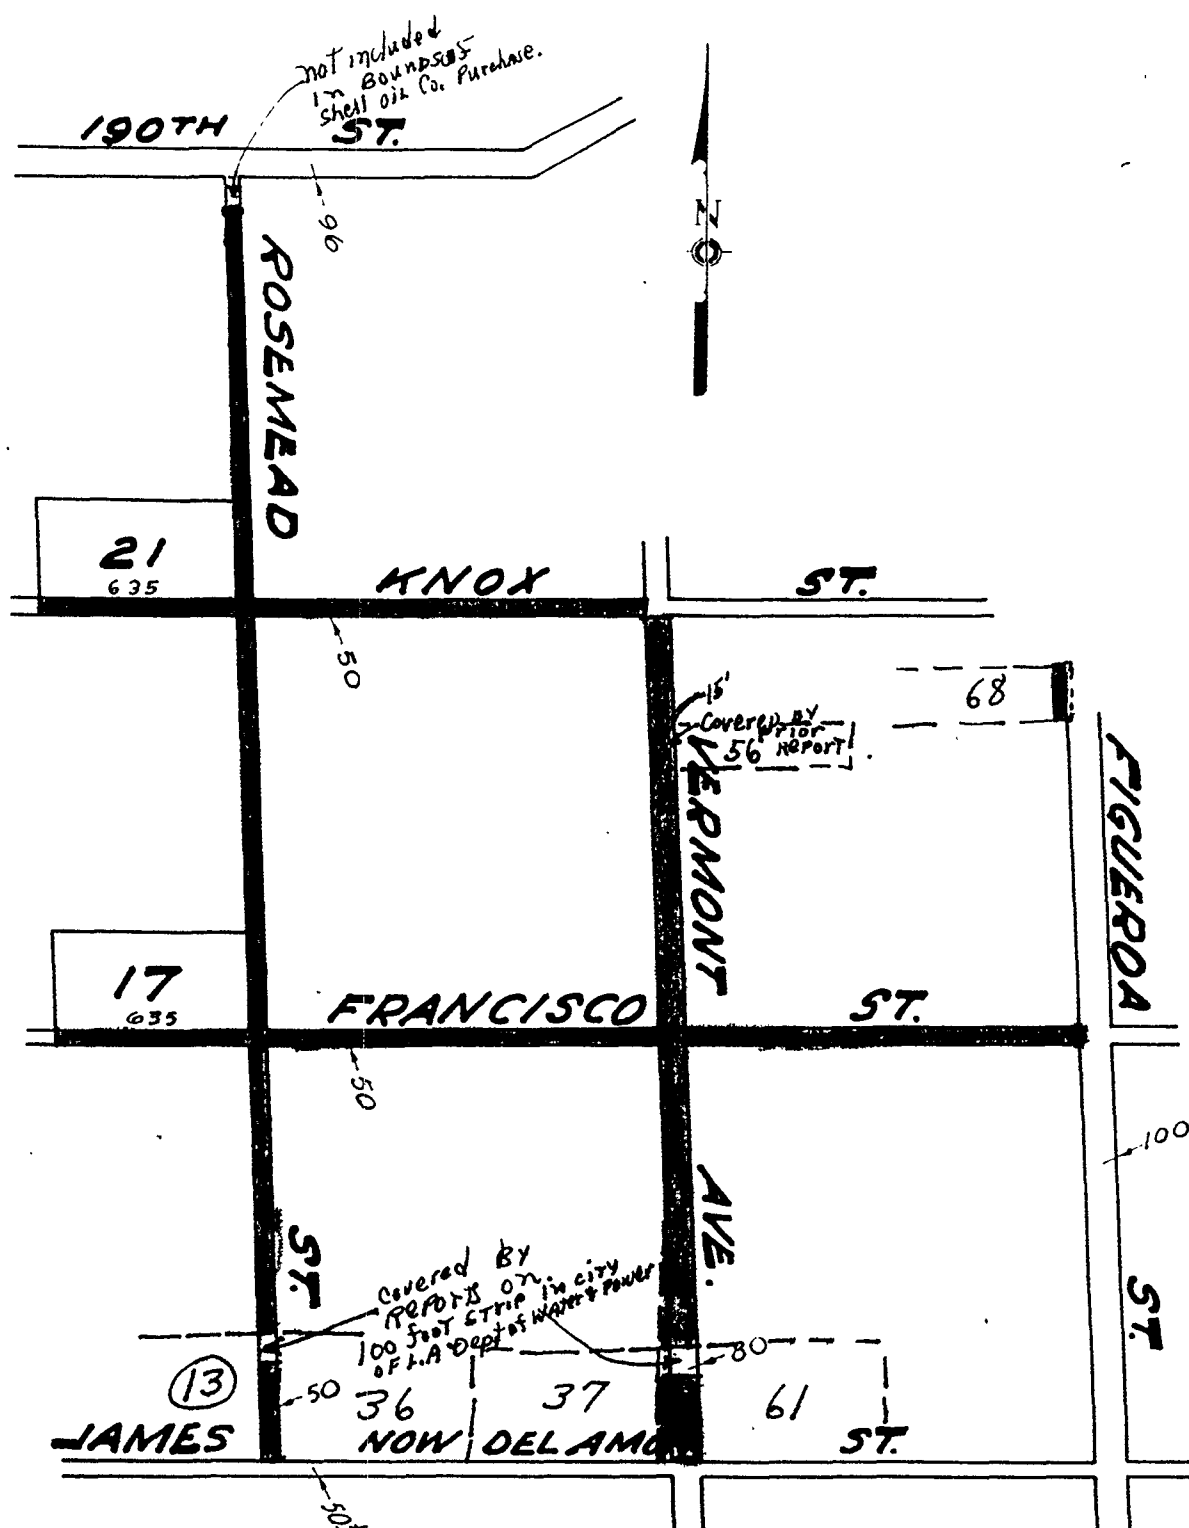 not included
in Bounds of
Shell Oil Co. Purchase.
190TH ST.
96
N
ROSEMEAD
21
635
KNOX ST.
50
15'
Covered By
prior
56 Report
68
VERMONT
FIGUEROA
17
635
FRANCISCO ST.
50
100
AVE.
ST.
ST.
Covered By
Reports on
100 foot strip in city
of L.A Dept of Water & Power
80
13
50
36
37
61
JAMES NOW DEL AMO ST.
50